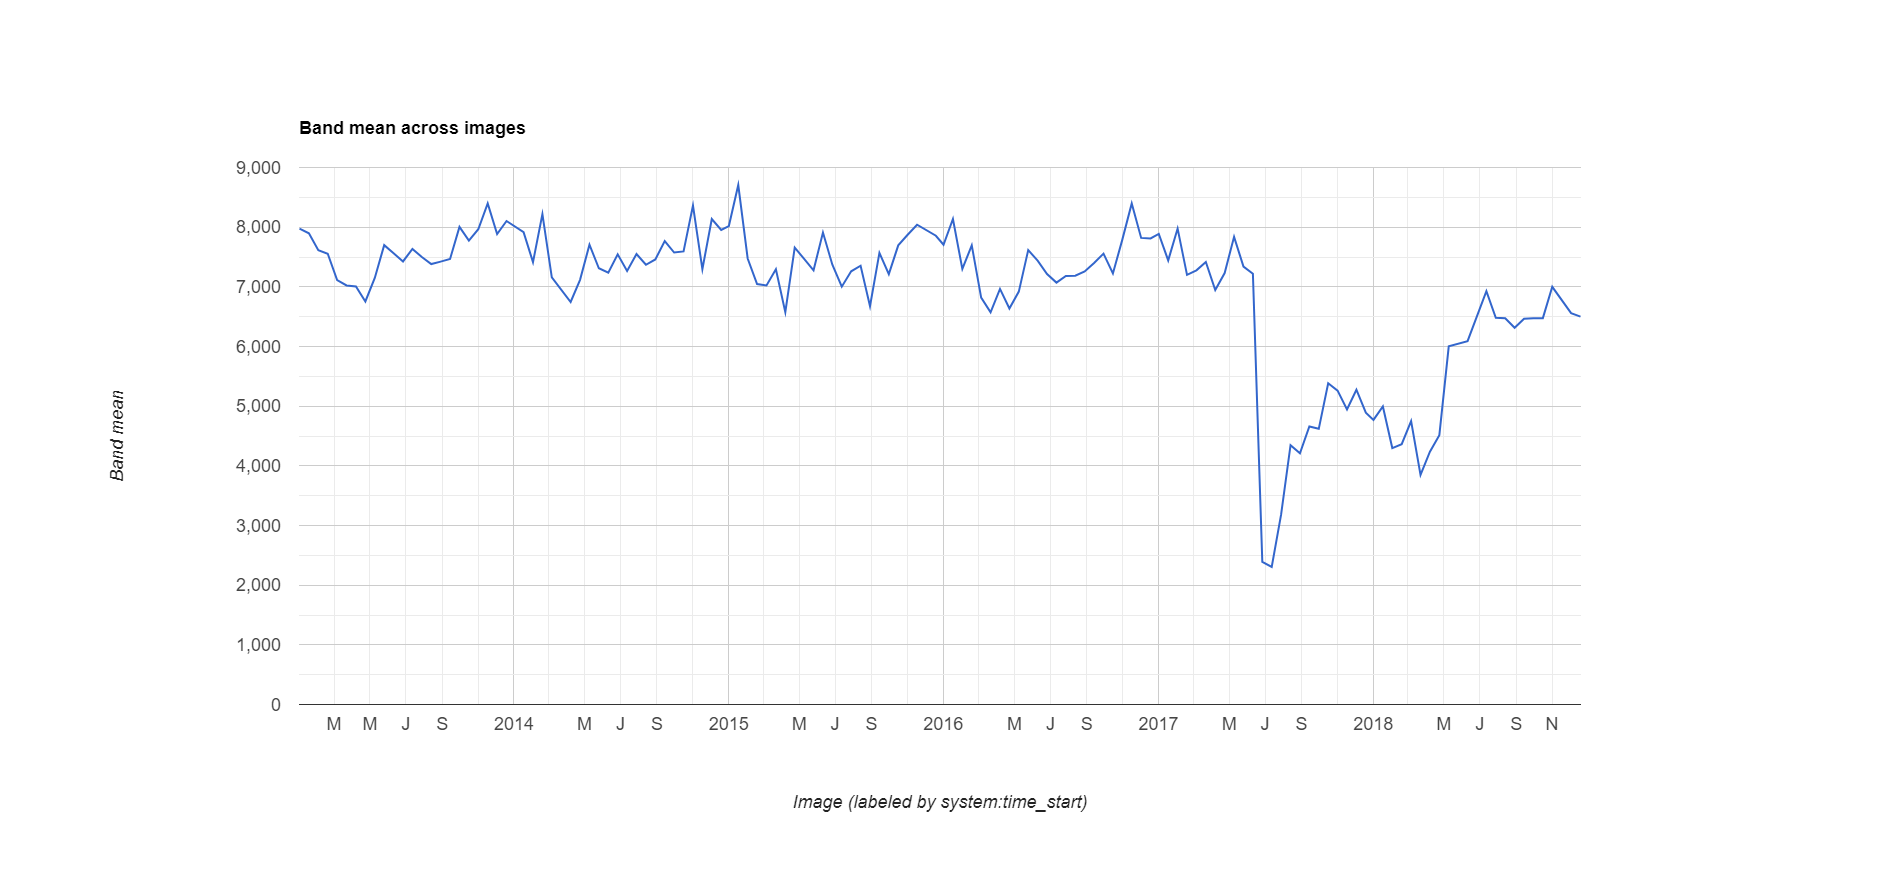 Band mean across images
9,000
8,000
7,000
6,000
5,000
4,000
3,000
2,000
1,000
0
Band mean
M M J S 2014 M J S 2015 M J S 2016 M J S 2017 M J S 2018 M J S N
Image (labeled by system:time_start)